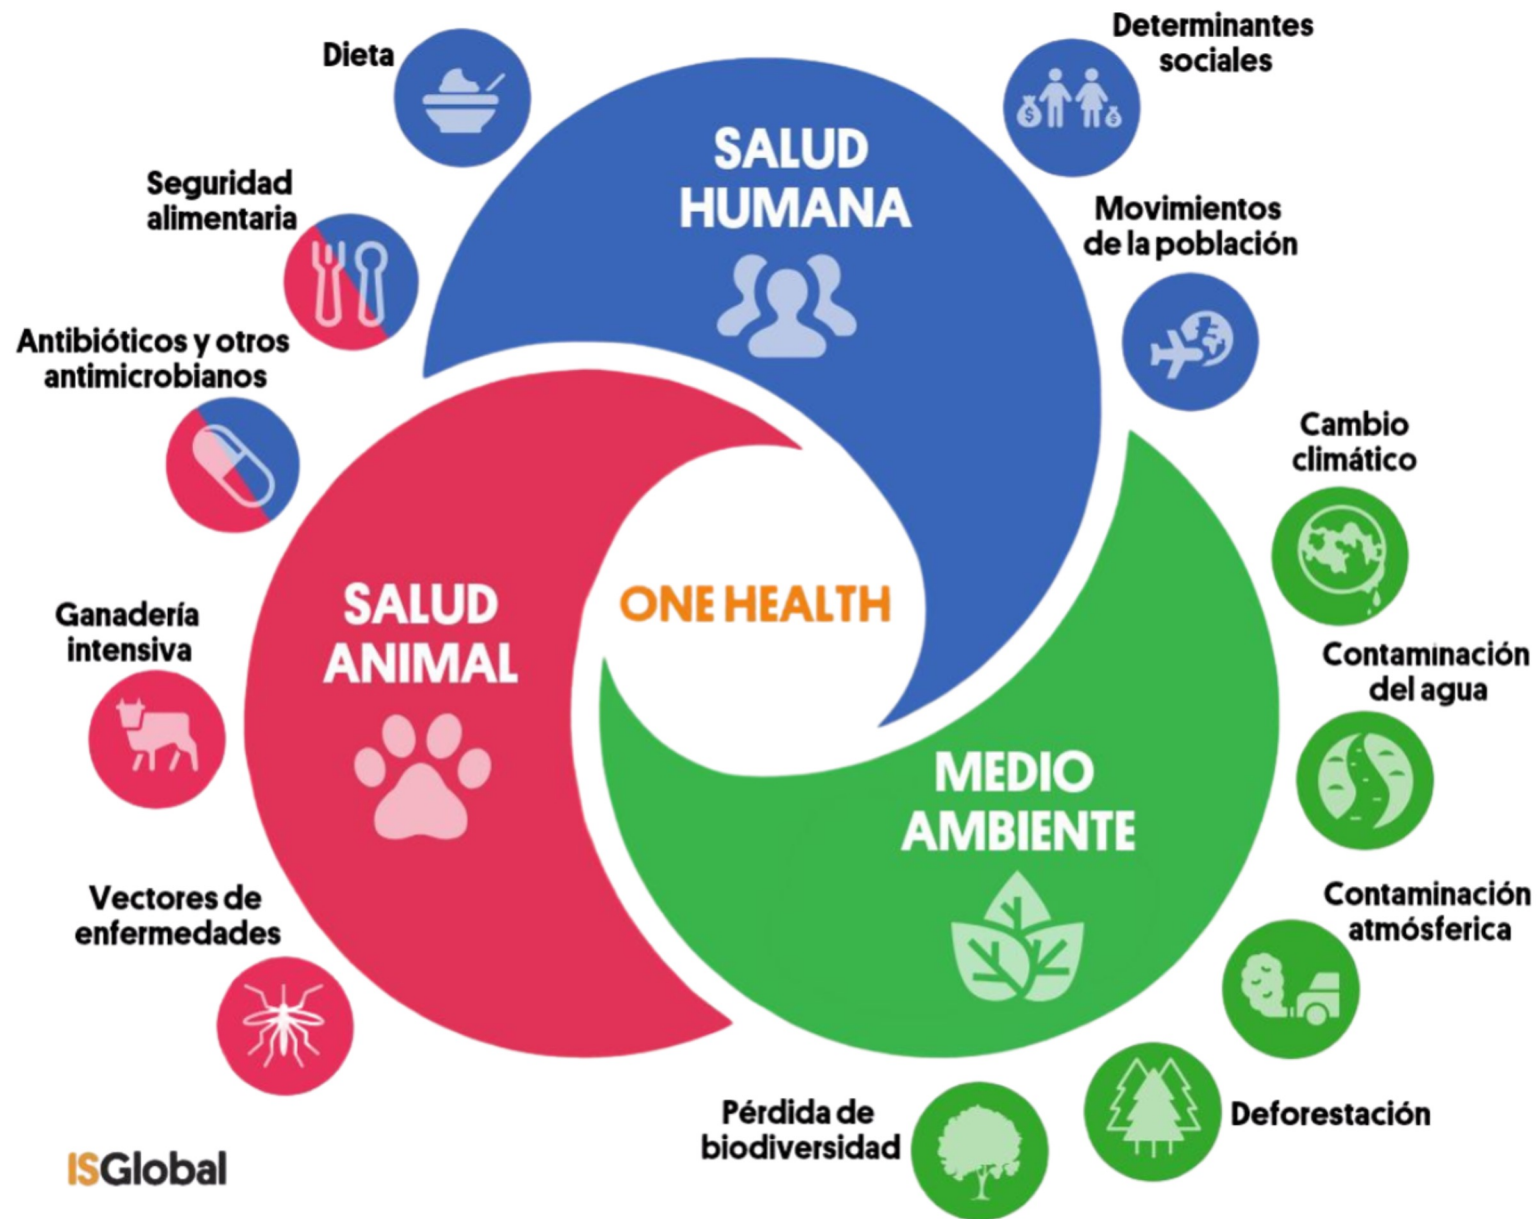 Dieta
Determinantes
sociales
SALUD
HUMANA
Seguridad
alimentaria
Movimientos
de la población
Antibióticos y otros
antimicrobianos
Cambio
climático
ONE HEALTH
SALUD
ANIMAL
Ganadería
intensiva
Contaminación
del agua
MEDIO
AMBIENTE
Vectores de
enfermedades
Contaminación
atmósferica
Pérdida de
biodiversidad
Deforestación
ISGlobal